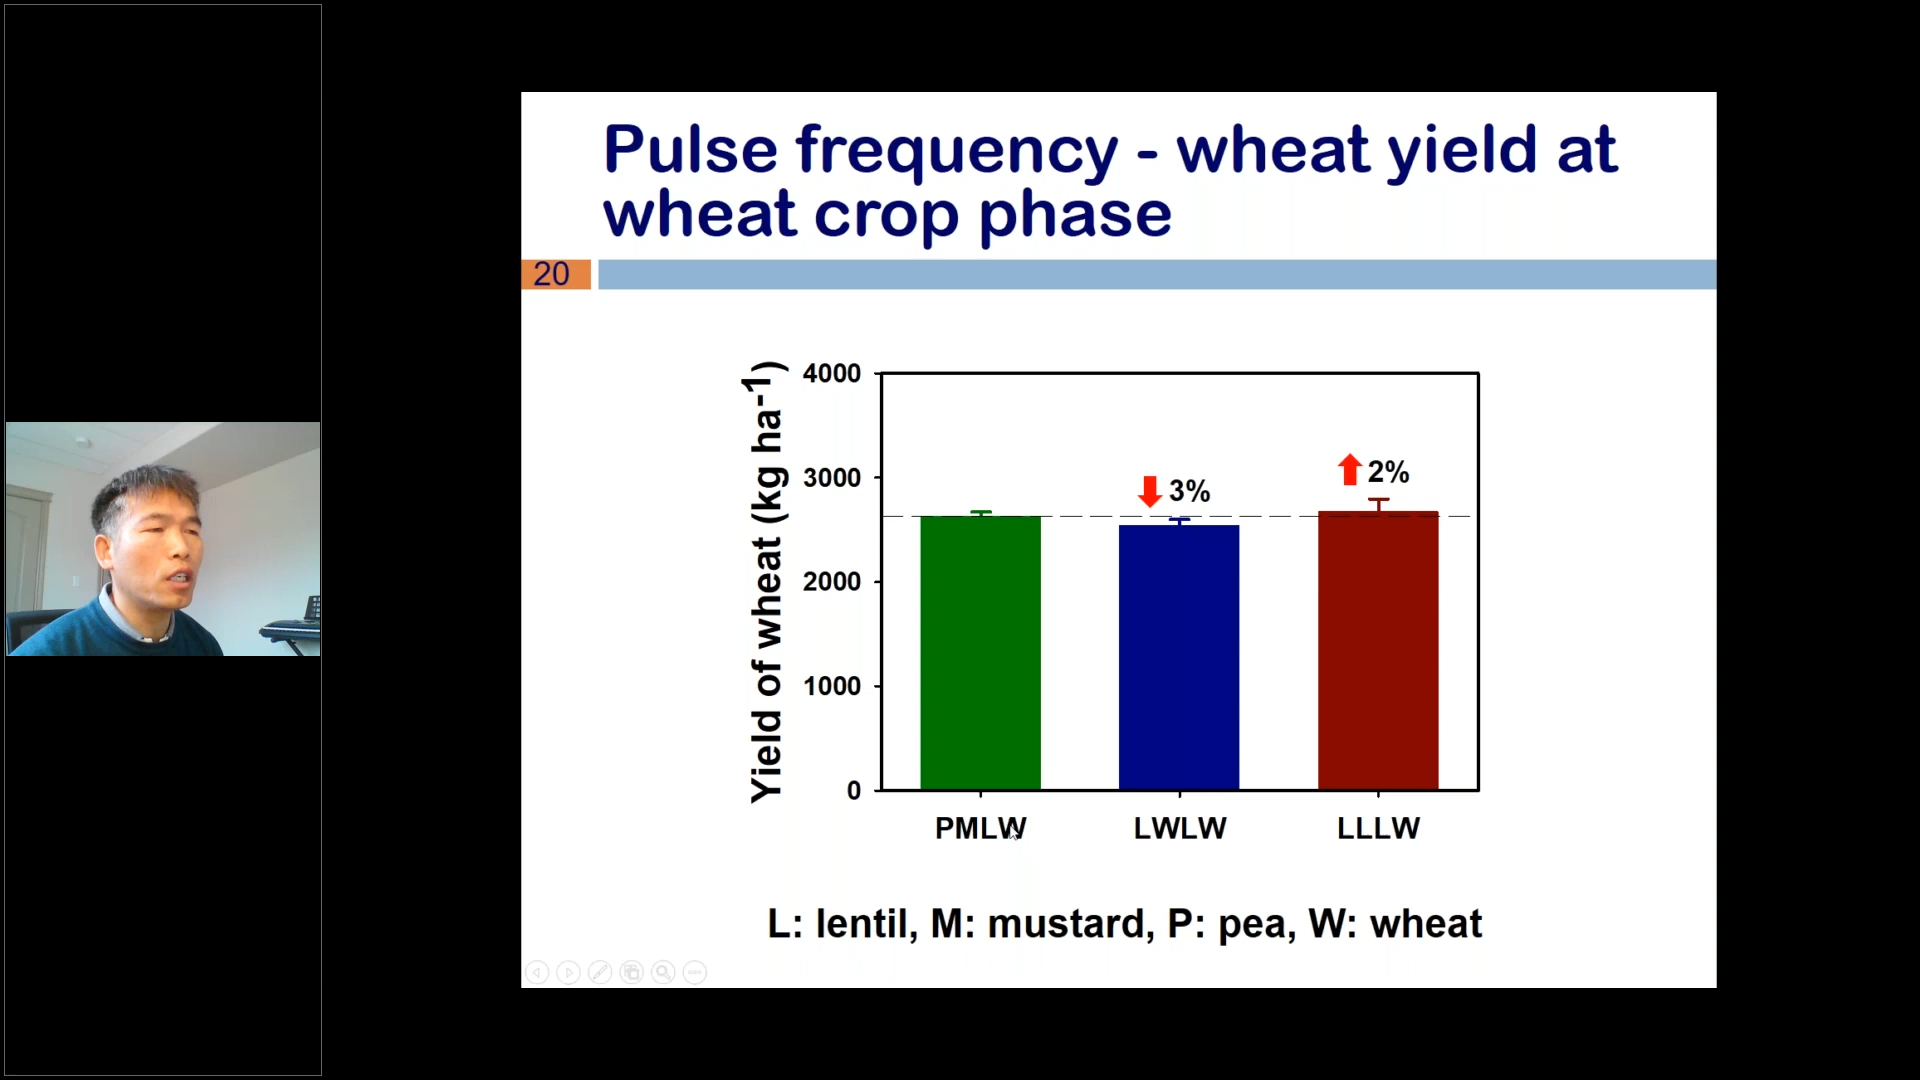 Pulse frequency - wheat yield at
wheat crop phase
20
Yield of wheat (kg ha-1)
4000
3000
2000
1000
0
3%
2%
PMLW
LWLW
LLLW
L: lentil, M: mustard, P: pea, W: wheat